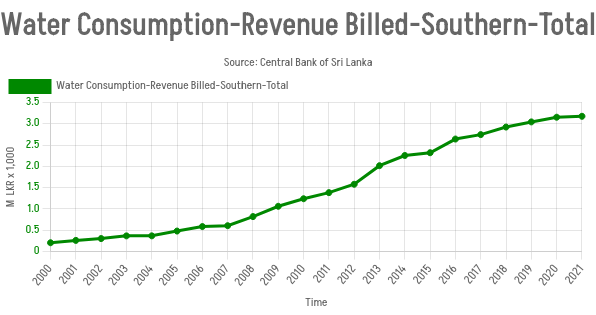 Water Consumption-Revenue Billed-Southern-Total
Source: Central Bank of Sri Lanka
Water Consumption-Revenue Billed-Southern-Total
M LKR x 1,000
3.5
3.0
2.5
2.0
1.5
1.0
0.5
0
2000 2001 2002 2003 2004 2005 2006 2007 2008 2009 2010 2011 2012 2013 2014 2015 2016 2017 2018 2019 2020 2021
Time